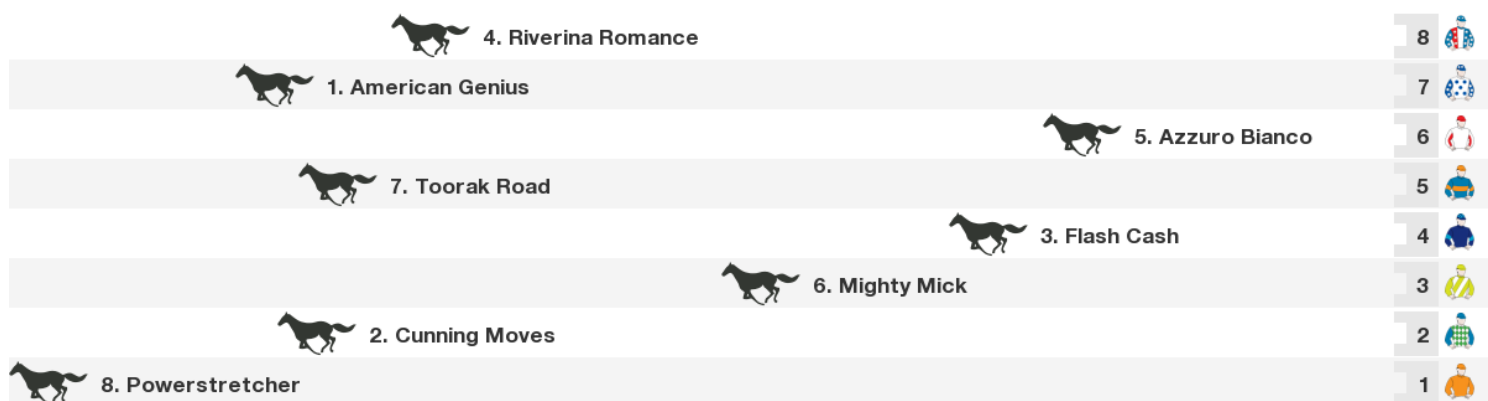 4. Riverina Romance 8
1. American Genius 7
5. Azzuro Bianco 6
7. Toorak Road 5
3. Flash Cash 4
6. Mighty Mick 3
2. Cunning Moves 2
8. Powerstretcher 1